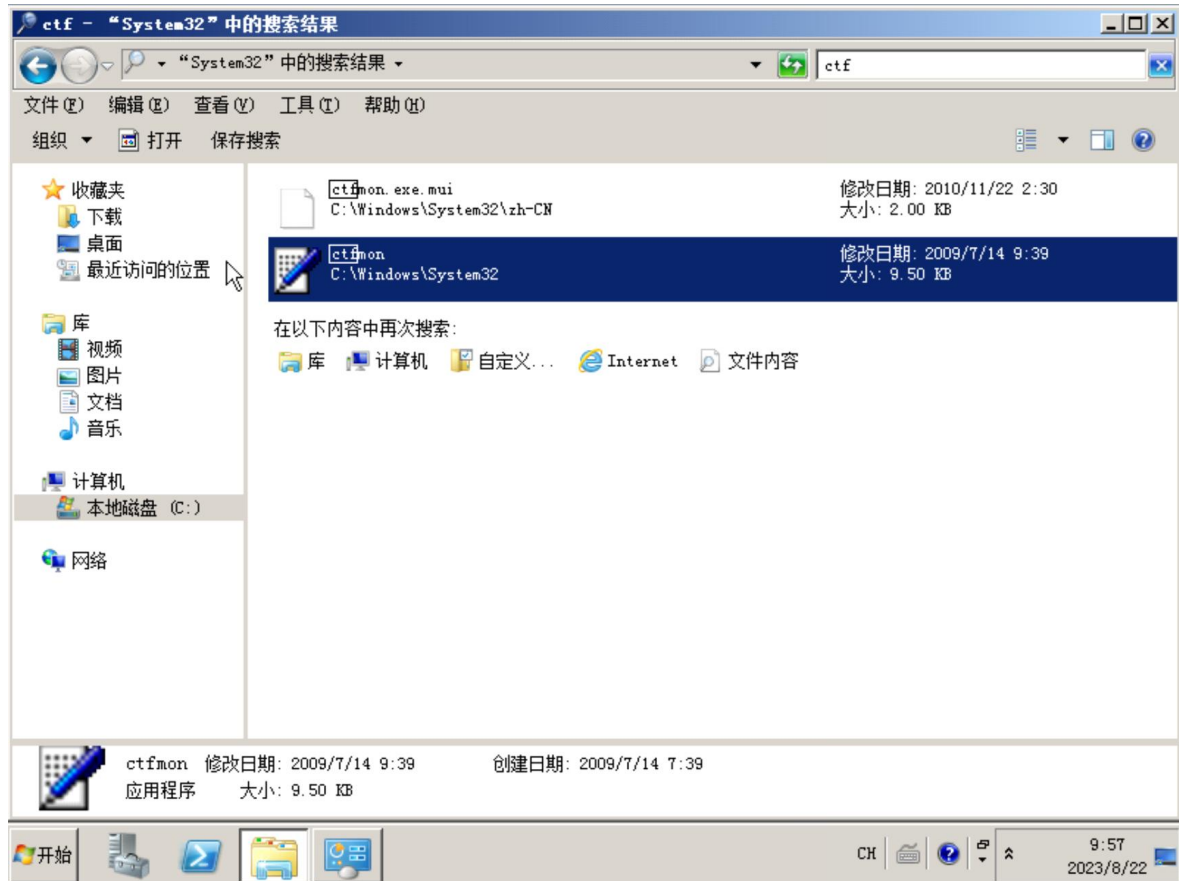 ctf - “System32”中的搜索结果
“System32”中的搜索结果
ctf
文件(F) 编辑(E) 查看(V) 工具(T) 帮助(H)
组织 打开 保存搜索
收藏夹
下载
桌面
最近访问的位置
库
视频
图片
文档
音乐
计算机
本地磁盘 (C:)
网络
ctfmon.exe.mui 修改日期: 2010/11/22 2:30
C:\Windows\System32\zh-CN 大小: 2.00 KB
ctfmon 修改日期: 2009/7/14 9:39
C:\Windows\System32 大小: 9.50 KB
在以下内容中再次搜索:
库 计算机 自定义... Internet 文件内容
ctfmon 修改日期: 2009/7/14 9:39 创建日期: 2009/7/14 7:39
应用程序 大小: 9.50 KB
开始 CH 9:57
2023/8/22